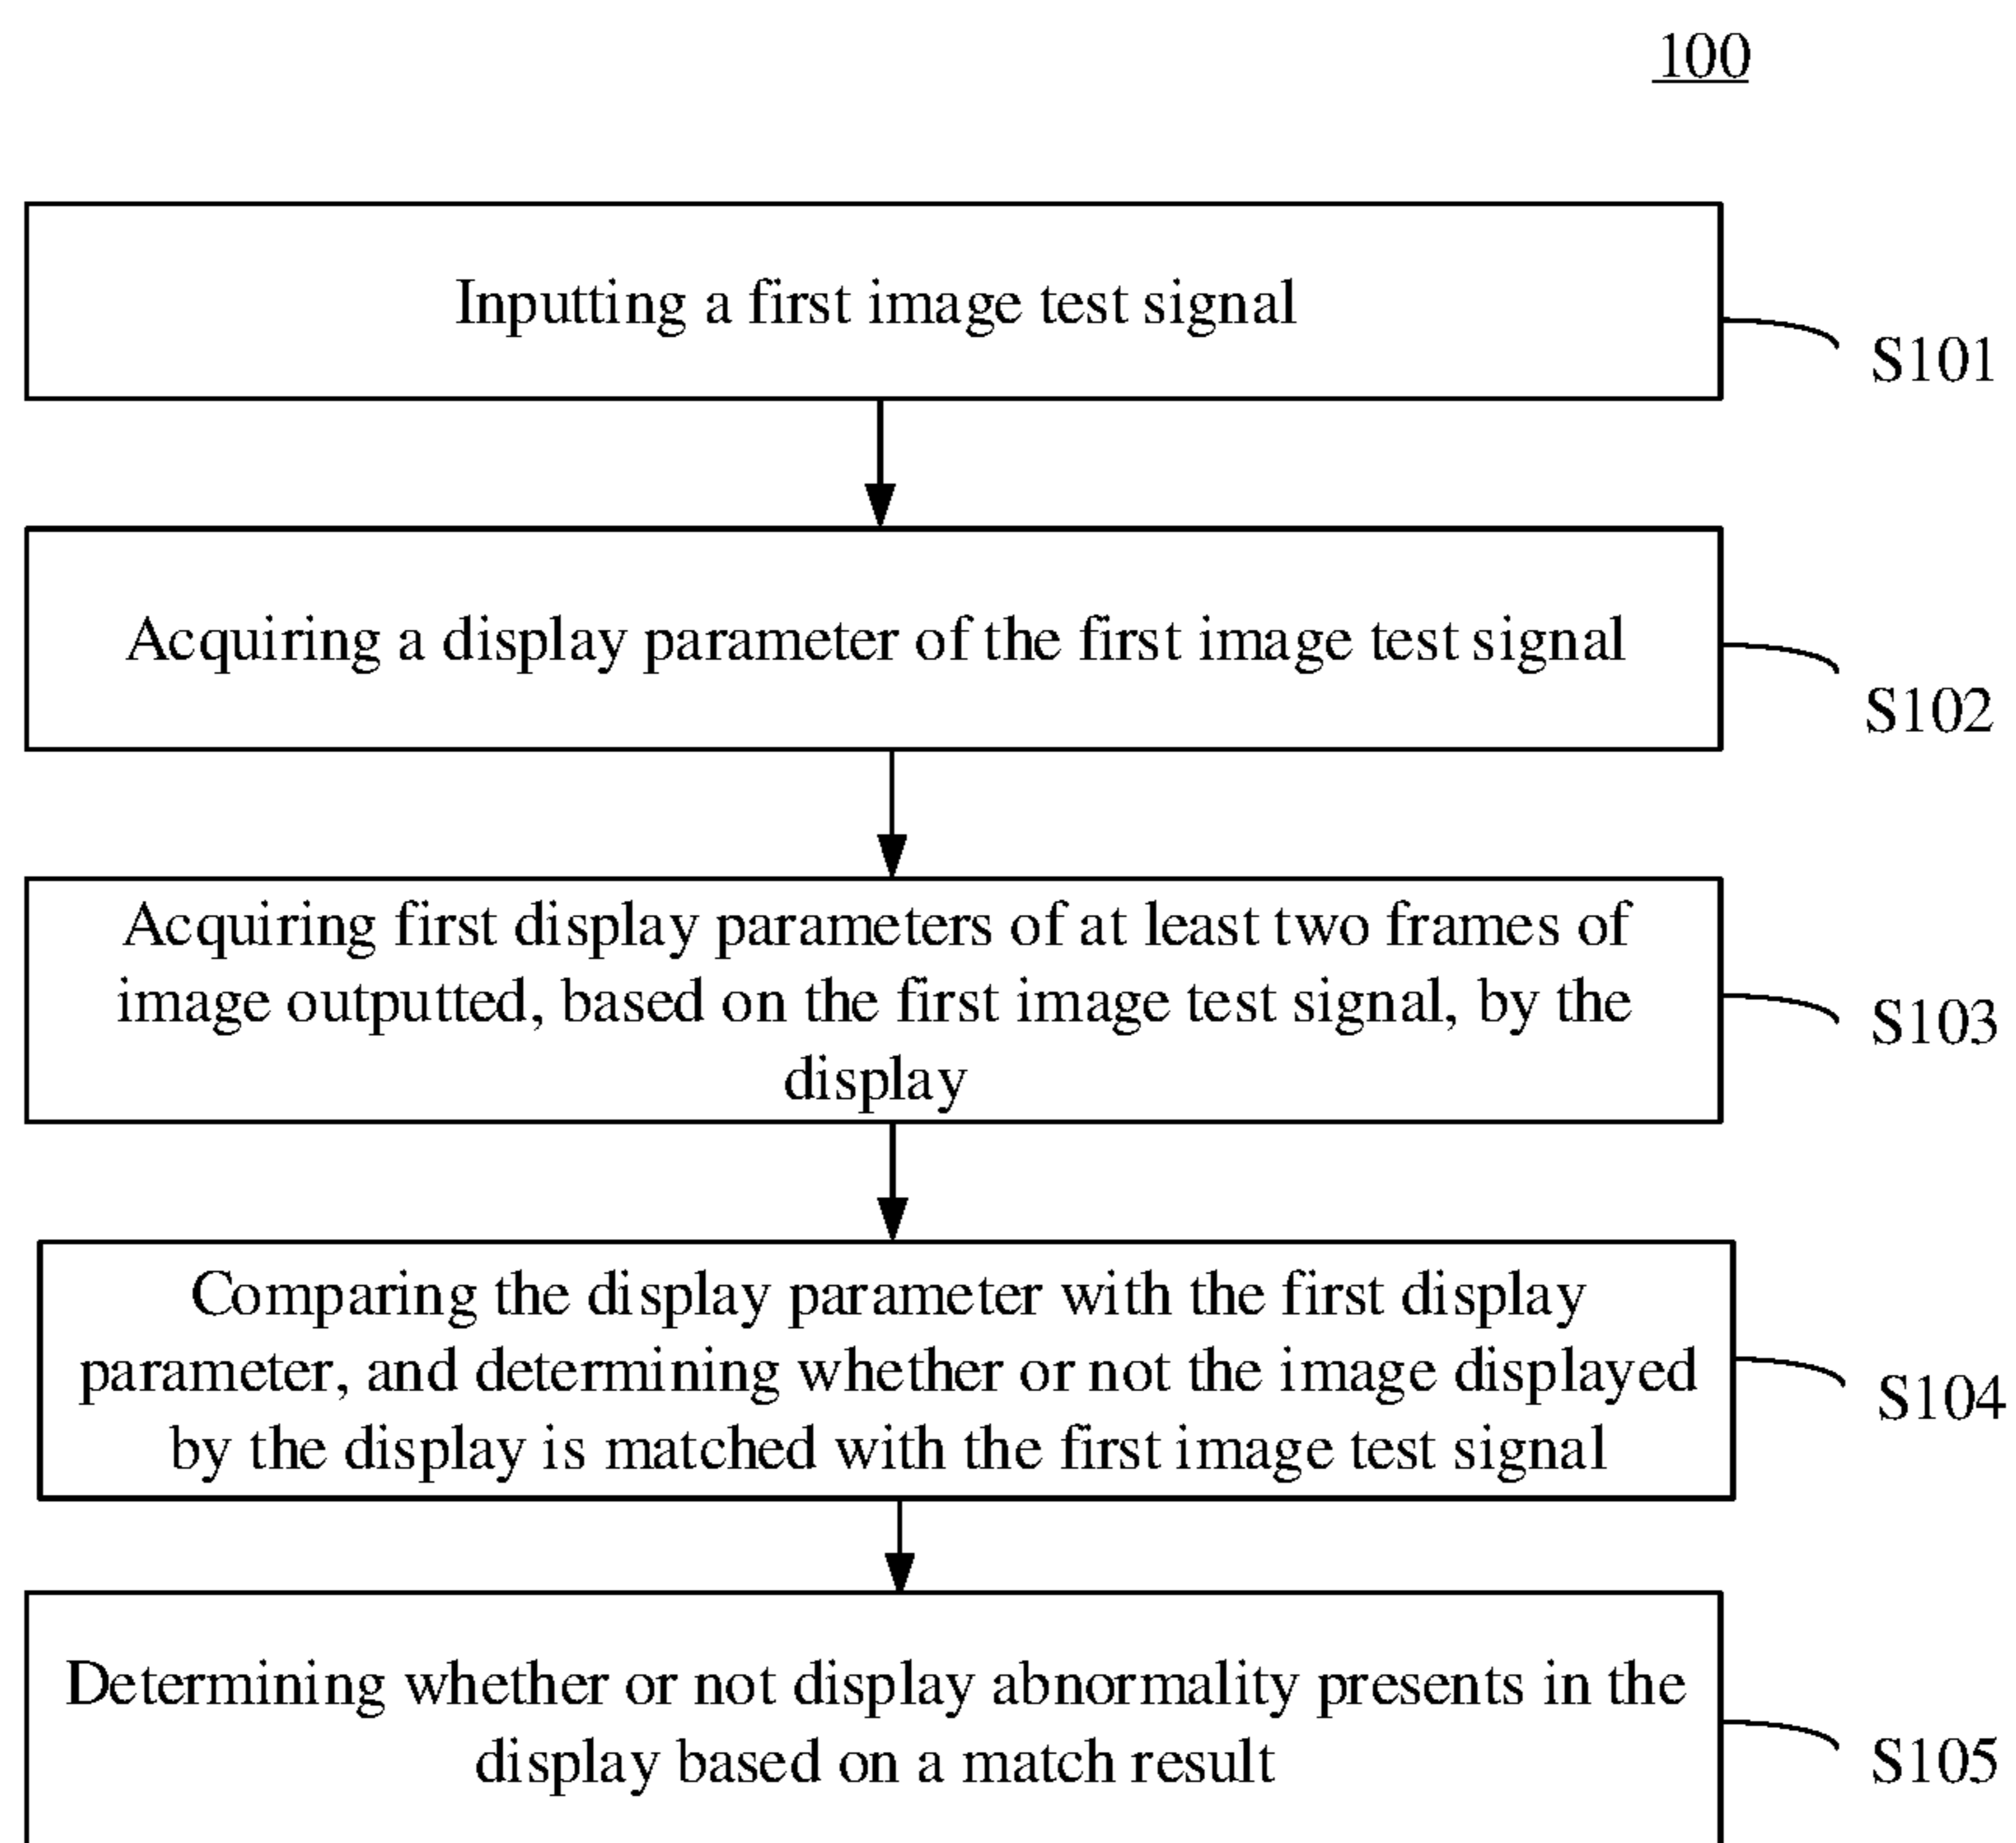 100
Inputting a first image test signal
S101
Acquiring a display parameter of the first image test signal
S102
Acquiring first display parameters of at least two frames of
image outputted, based on the first image test signal, by the
display
S103
Comparing the display parameter with the first display
parameter, and determining whether or not the image displayed
by the display is matched with the first image test signal
S104
Determining whether or not display abnormality presents in the
display based on a match result
S105